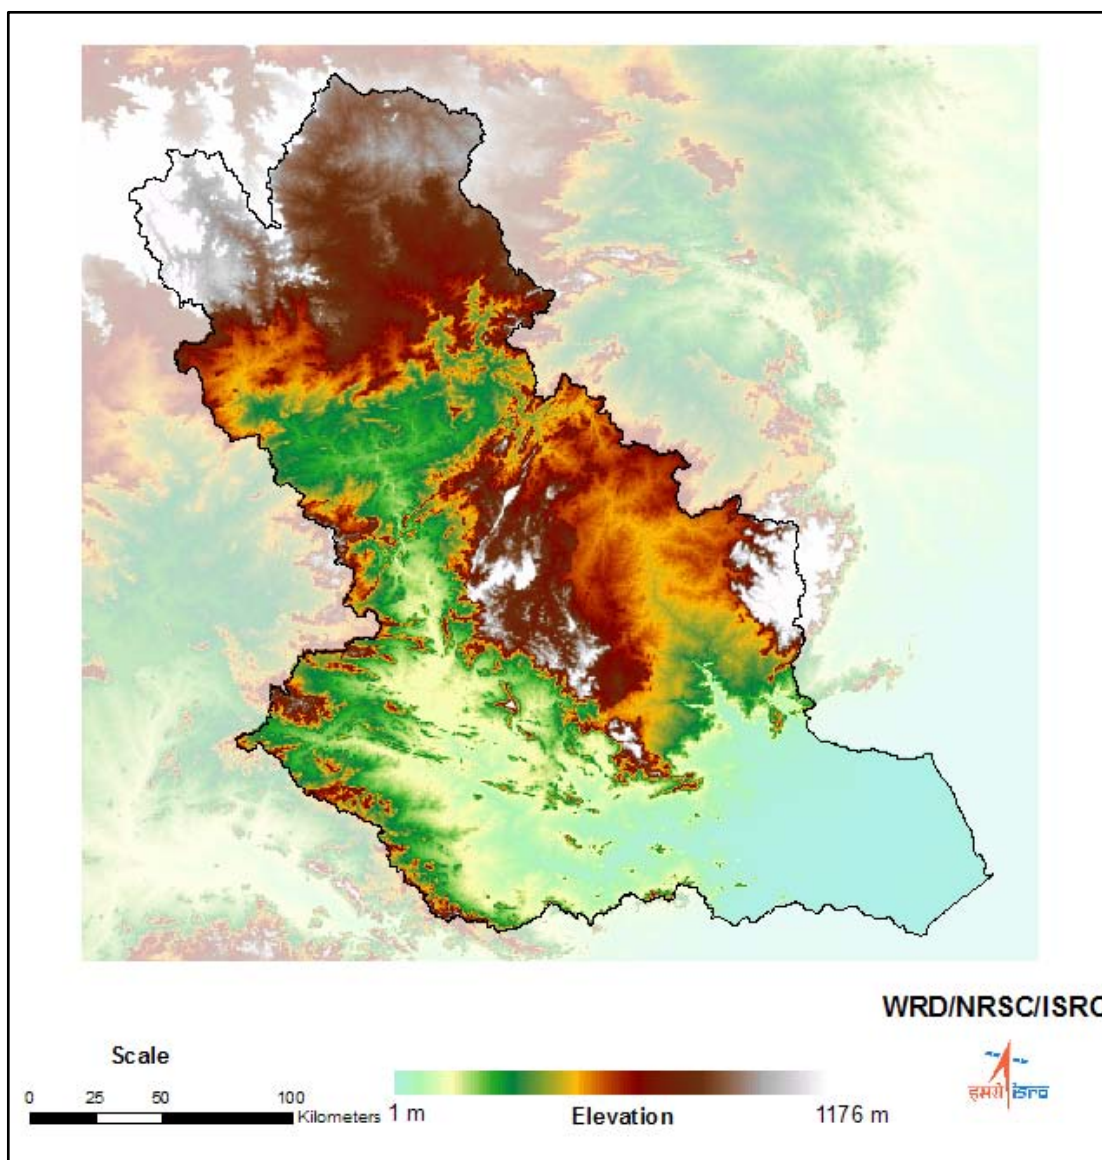 WRD/NRSC/ISRO
Scale
0 25 50 100
Kilometers
1 m
Elevation
1176 m
इसरो isro